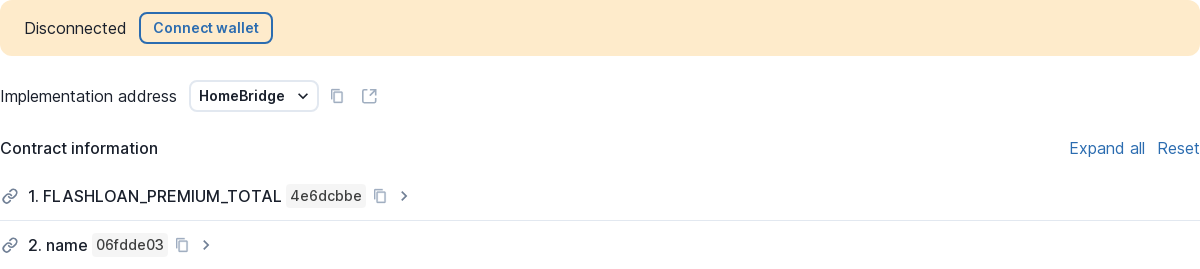 Disconnected Connect wallet
Implementation address HomeBridge
Contract information Expand all Reset
1. FLASHLOAN_PREMIUM_TOTAL 4e6dcbbe
2. name 06fdde03